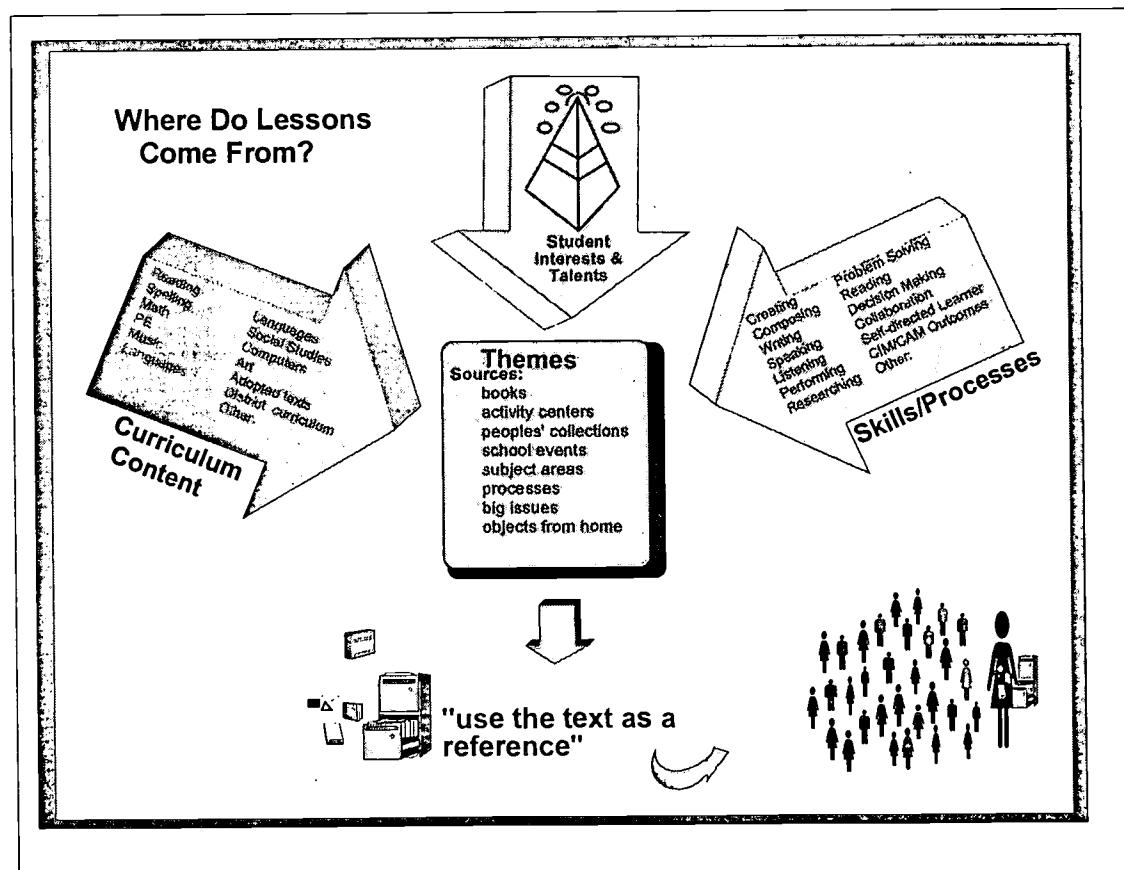 Where Do Lessons
Come From?
Student
Interests &
Talents
Reading
Spelling
Math
PE
Music
Languages
Languages
Social Studies
Computers
Art
Adopted texts
District curriculum
Other:
Curriculum
Content
Creating
Composing
Writing
Speaking
Listening
Performing
Researching
Problem Solving
Reading
Decision Making
Collaboration
Self-directed Learner
CIM/CAM Outcomes
Other:
Skills/Processes
Themes
Sources:
books
activity centers
peoples' collections
school events
subject areas
processes
big issues
objects from home
"use the text as a
reference"